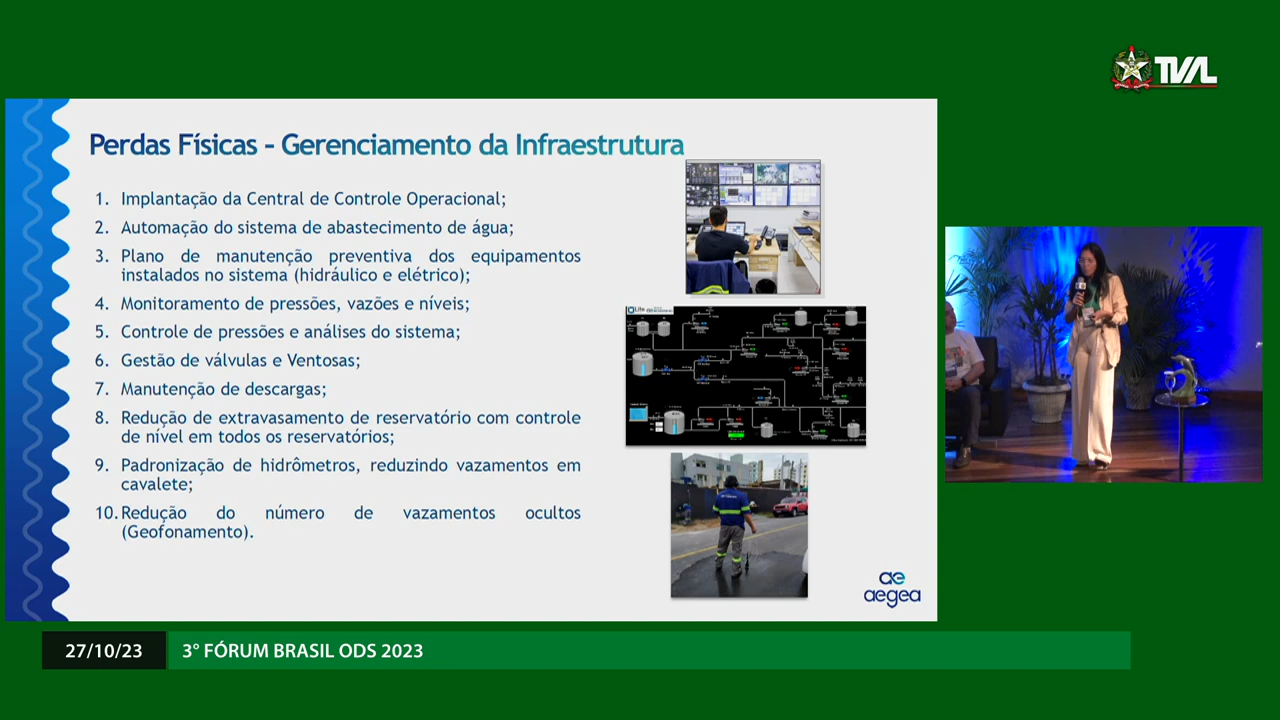 TVAL
Perdas Físicas - Gerenciamento da Infraestrutura
1. Implantação da Central de Controle Operacional;
2. Automação do sistema de abastecimento de água;
3. Plano de manutenção preventiva dos equipamentos
instalados no sistema (hidráulico e elétrico);
4. Monitoramento de pressões, vazões e níveis;
5. Controle de pressões e análises do sistema;
6. Gestão de válvulas e Ventosas;
7. Manutenção de descargas;
8. Redução de extravasamento de reservatório com controle
de nível em todos os reservatórios;
9. Padronização de hidrômetros, reduzindo vazamentos em
cavalete;
10. Redução do número de vazamentos ocultos
(Geofonamento).
ae
aegea
27/10/23
3° FÓRUM BRASIL ODS 2023